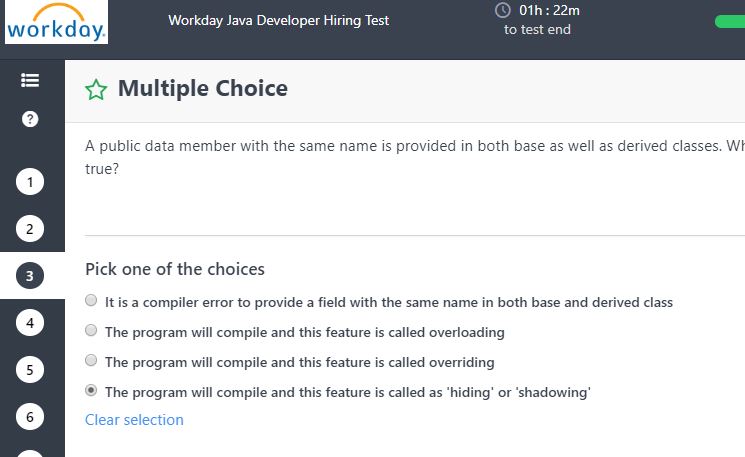 workday.
Workday Java Developer Hiring Test
01h : 22m
to test end
?
Multiple Choice
A public data member with the same name is provided in both base as well as derived classes. Wh
true?
1
2
3
4
5
6
Pick one of the choices
It is a compiler error to provide a field with the same name in both base and derived class
The program will compile and this feature is called overloading
The program will compile and this feature is called overriding
The program will compile and this feature is called as 'hiding' or 'shadowing'
Clear selection